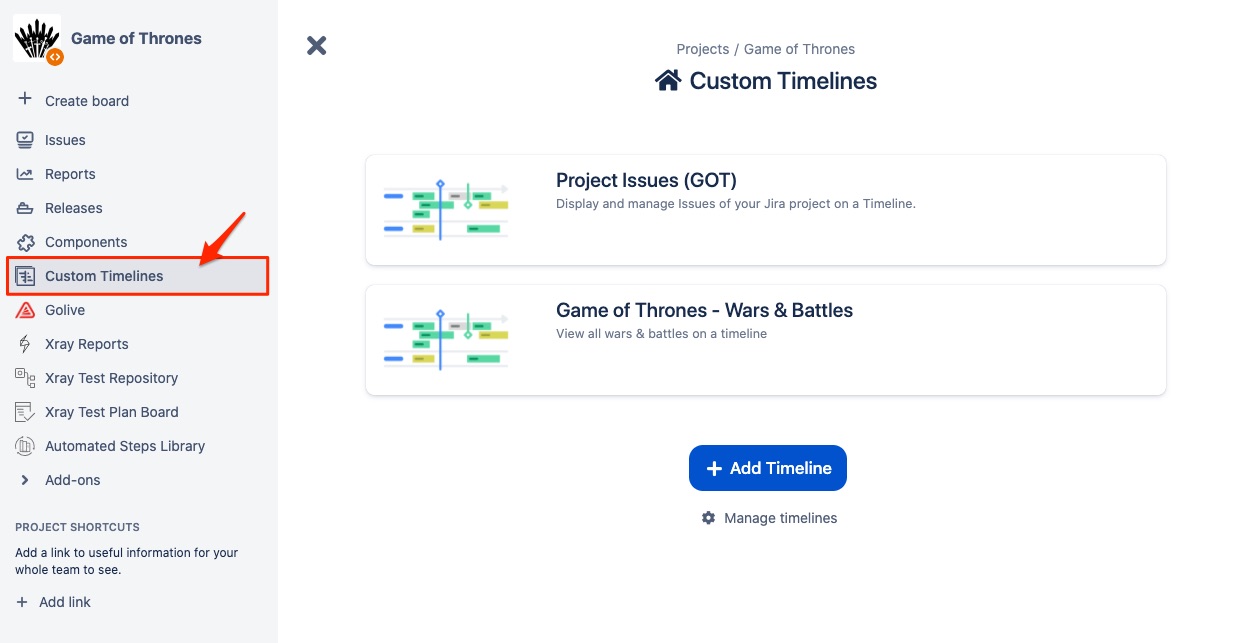 Game of Thrones
Create board
Issues
Reports
Releases
Components
Custom Timelines
Golive
Xray Reports
Xray Test Repository
Xray Test Plan Board
Automated Steps Library
Add-ons
PROJECT SHORTCUTS
Add a link to useful information for your
whole team to see.
Add link
Projects / Game of Thrones
Custom Timelines
Project Issues (GOT)
Display and manage Issues of your Jira project on a Timeline.
Game of Thrones - Wars & Battles
View all wars & battles on a timeline
Add Timeline
Manage timelines